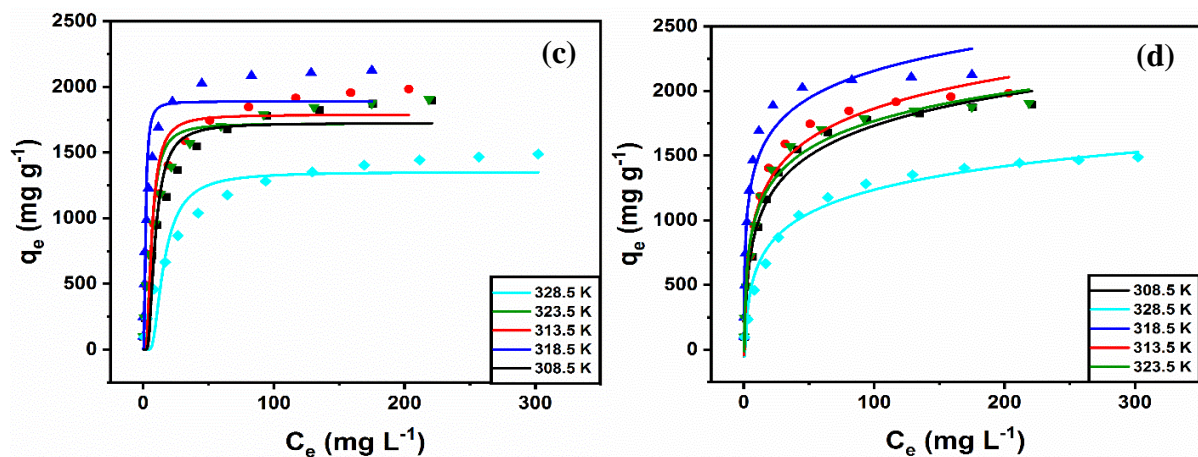 (c)
2500
2000
1500
1000
500
0
qe (mg g-1)
0 100 200 300
Ce (mg L-1)
328.5 K
323.5 K
313.5 K
318.5 K
308.5 K
(d)
2500
2000
1500
1000
500
0
qe (mg g-1)
0 100 200 300
Ce (mg L-1)
308.5 K
328.5 K
318.5 K
313.5 K
323.5 K